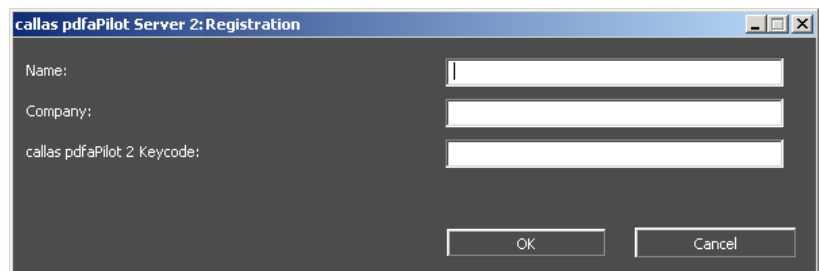 callas pdfaPilot Server 2: Registration
Name:
Company:
callas pdfaPilot 2 Keycode:
OK Cancel